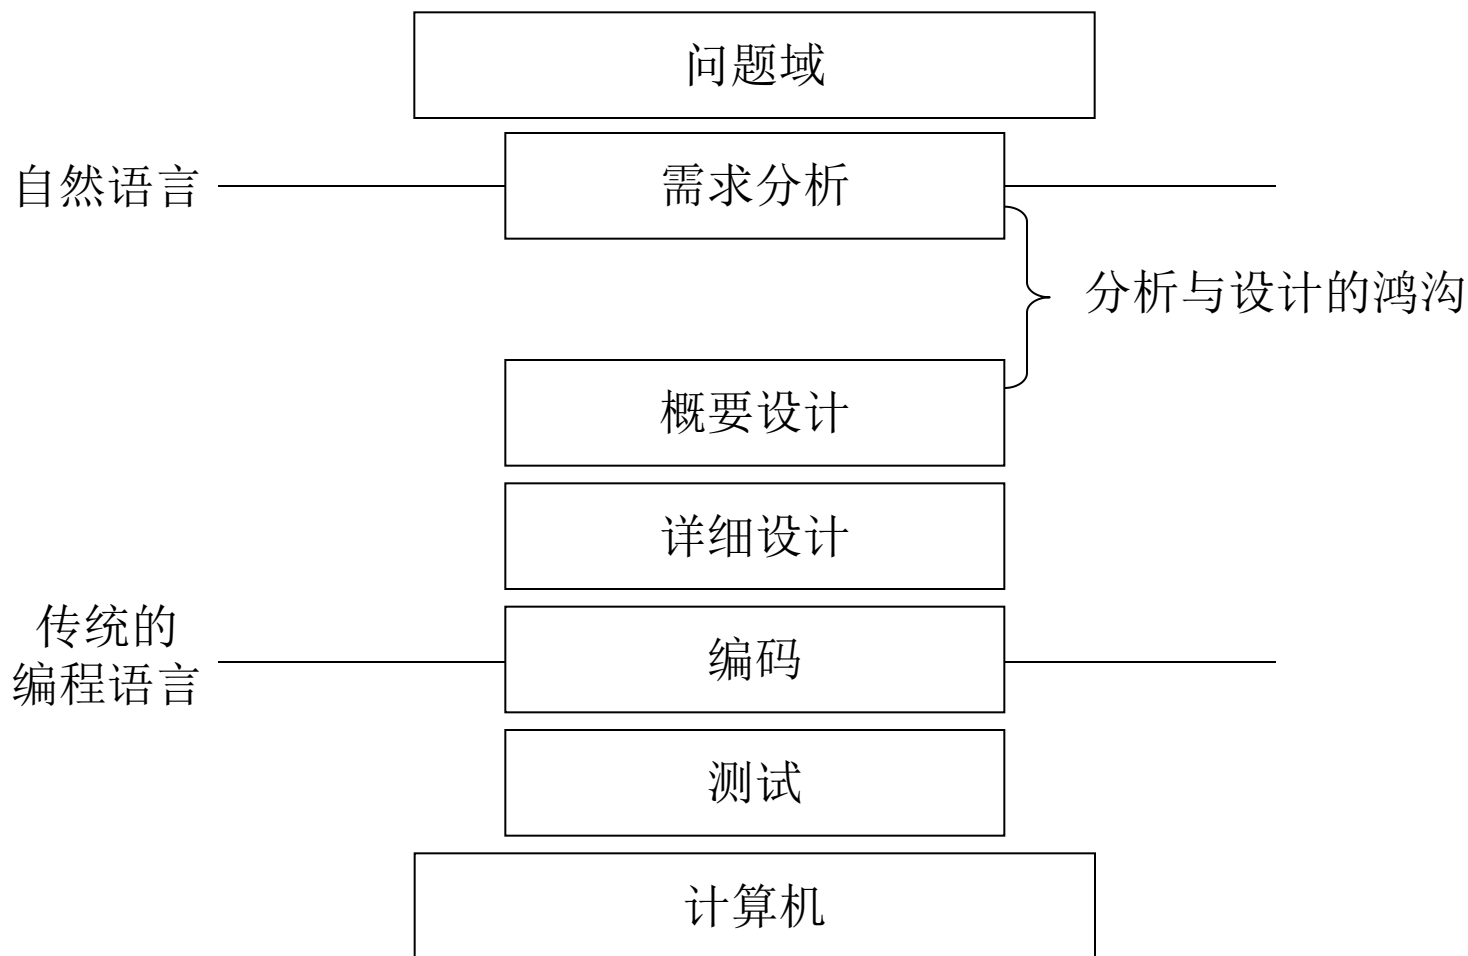 问题域
自然语言
需求分析
分析与设计的鸿沟
概要设计
详细设计
传统的
编程语言
编码
测试
计算机